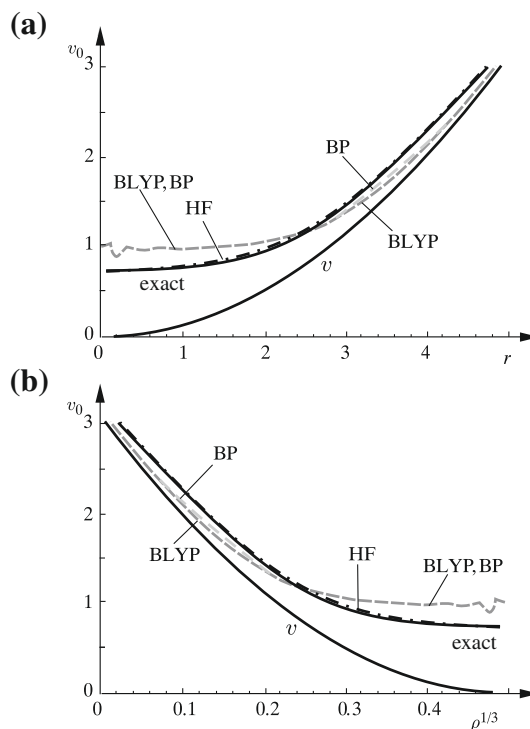 (a)
v₀
3
2
1
0
BLYP, BP
HF
BP
BLYP
exact
v
0 1 2 3 4 r
(b)
v₀
3
2
1
0
BP
BLYP
HF
BLYP, BP
v
exact
0 0.1 0.2 0.3 0.4 ρ^{1/3}